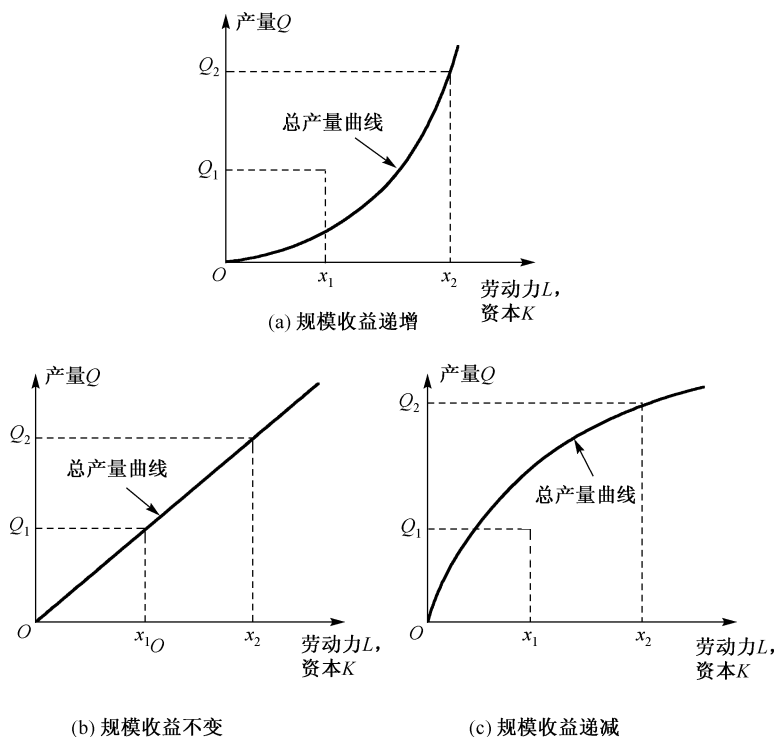 产量Q
Q2
总产量曲线
Q1
O
x1
x2
劳动力L，
资本K
(a) 规模收益递增
产量Q
Q2
总产量曲线
Q1
O
x1O
x2
劳动力L，
资本K
(b) 规模收益不变
产量Q
Q2
总产量曲线
Q1
O
x1
x2
劳动力L，
资本K
(c) 规模收益递减